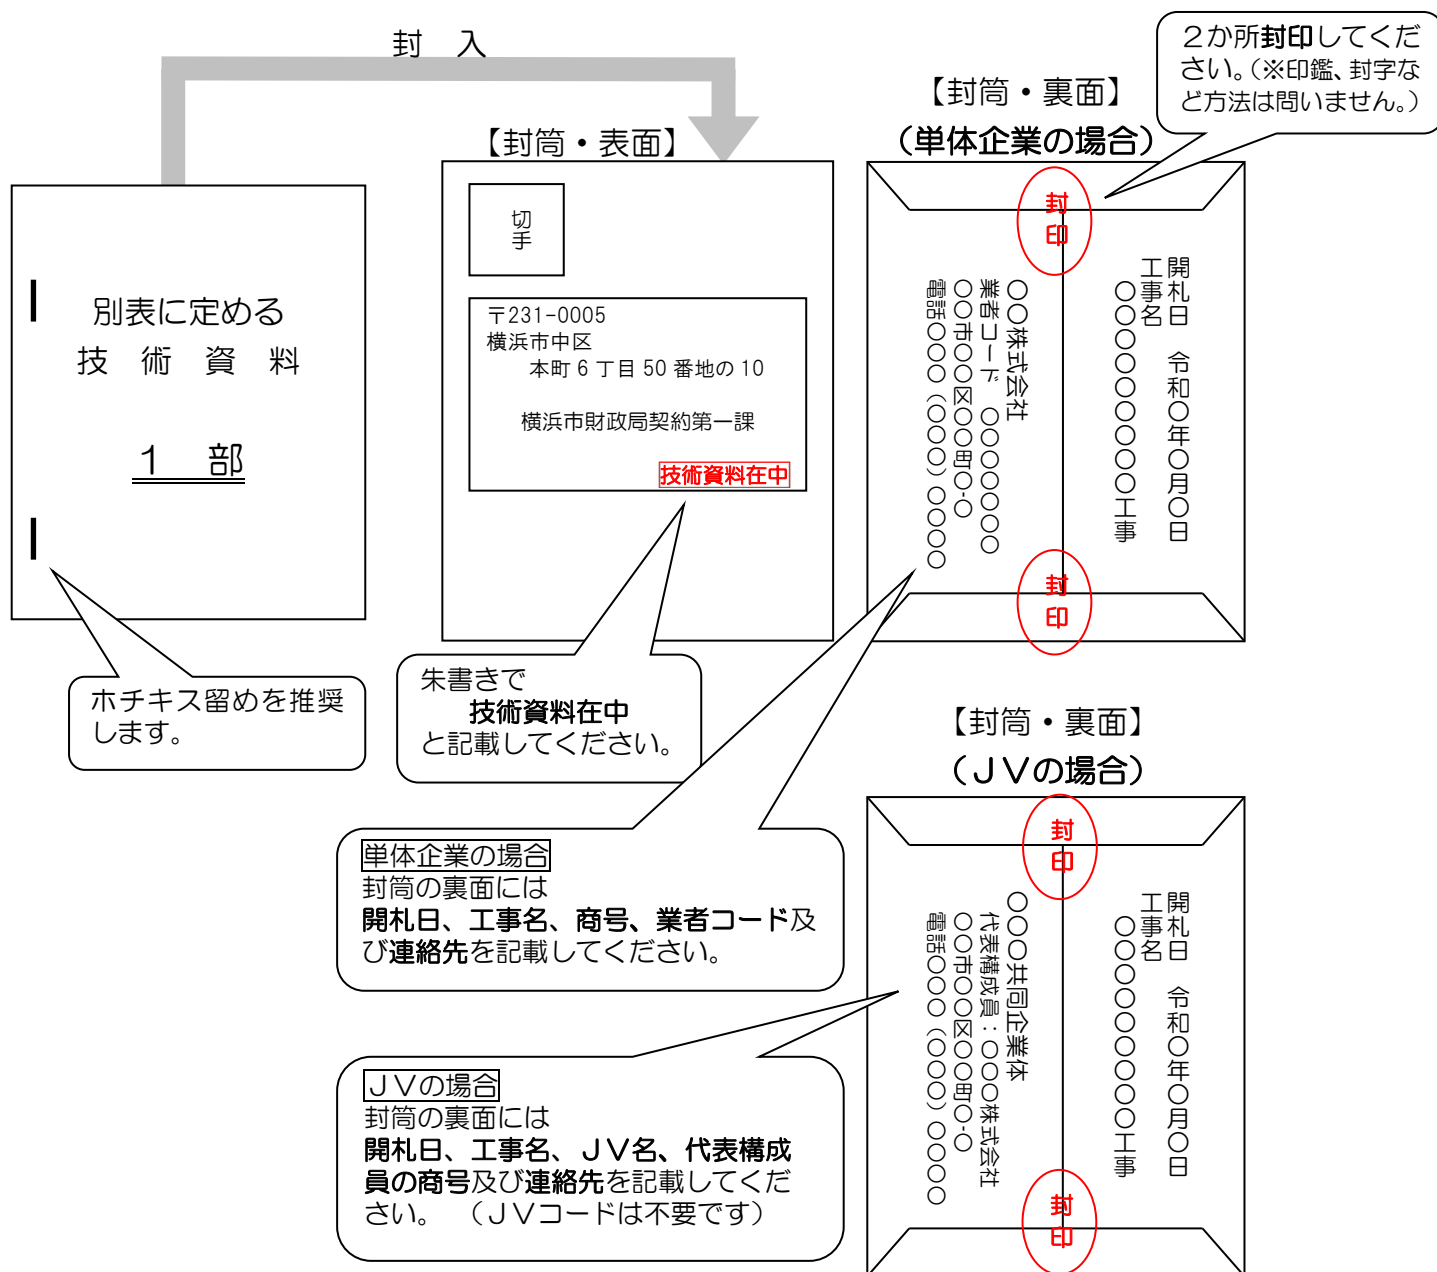 封　入
２か所封印してくだ
さい。（※印鑑、封字な
ど方法は問いません。）
【封筒・表面】
【封筒・裏面】
（単体企業の場合）
別表に定める
技　術　資　料
１　部
切手
〒231-0005
横浜市中区
本町６丁目 50 番地の 10
横浜市財政局契約第一課
技術資料在中
封印
開札日　令和〇年〇月〇日
工事名
〇〇〇〇〇〇〇〇〇工事
〇〇株式会社
業者コード　〇〇〇〇〇〇〇
〇〇市〇〇区〇〇町〇-〇
電話〇〇〇（〇〇〇）〇〇〇〇
封印
ホチキス留めを推奨
します。
朱書きで
技術資料在中
と記載してください。
単体企業の場合
封筒の裏面には
開札日、工事名、商号、業者コード及
び連絡先を記載してください。
【封筒・裏面】
（ＪＶの場合）
封印
開札日　令和〇年〇月〇日
工事名
〇〇〇〇〇〇〇〇〇工事
〇〇〇共同企業体
代表構成員：〇〇〇株式会社
〇〇市〇〇区〇〇町〇-〇
電話〇〇〇（〇〇〇）〇〇〇〇
封印
ＪＶの場合
封筒の裏面には
開札日、工事名、ＪＶ名、代表構成
員の商号及び連絡先を記載してくだ
さい。　（ＪＶコードは不要です）